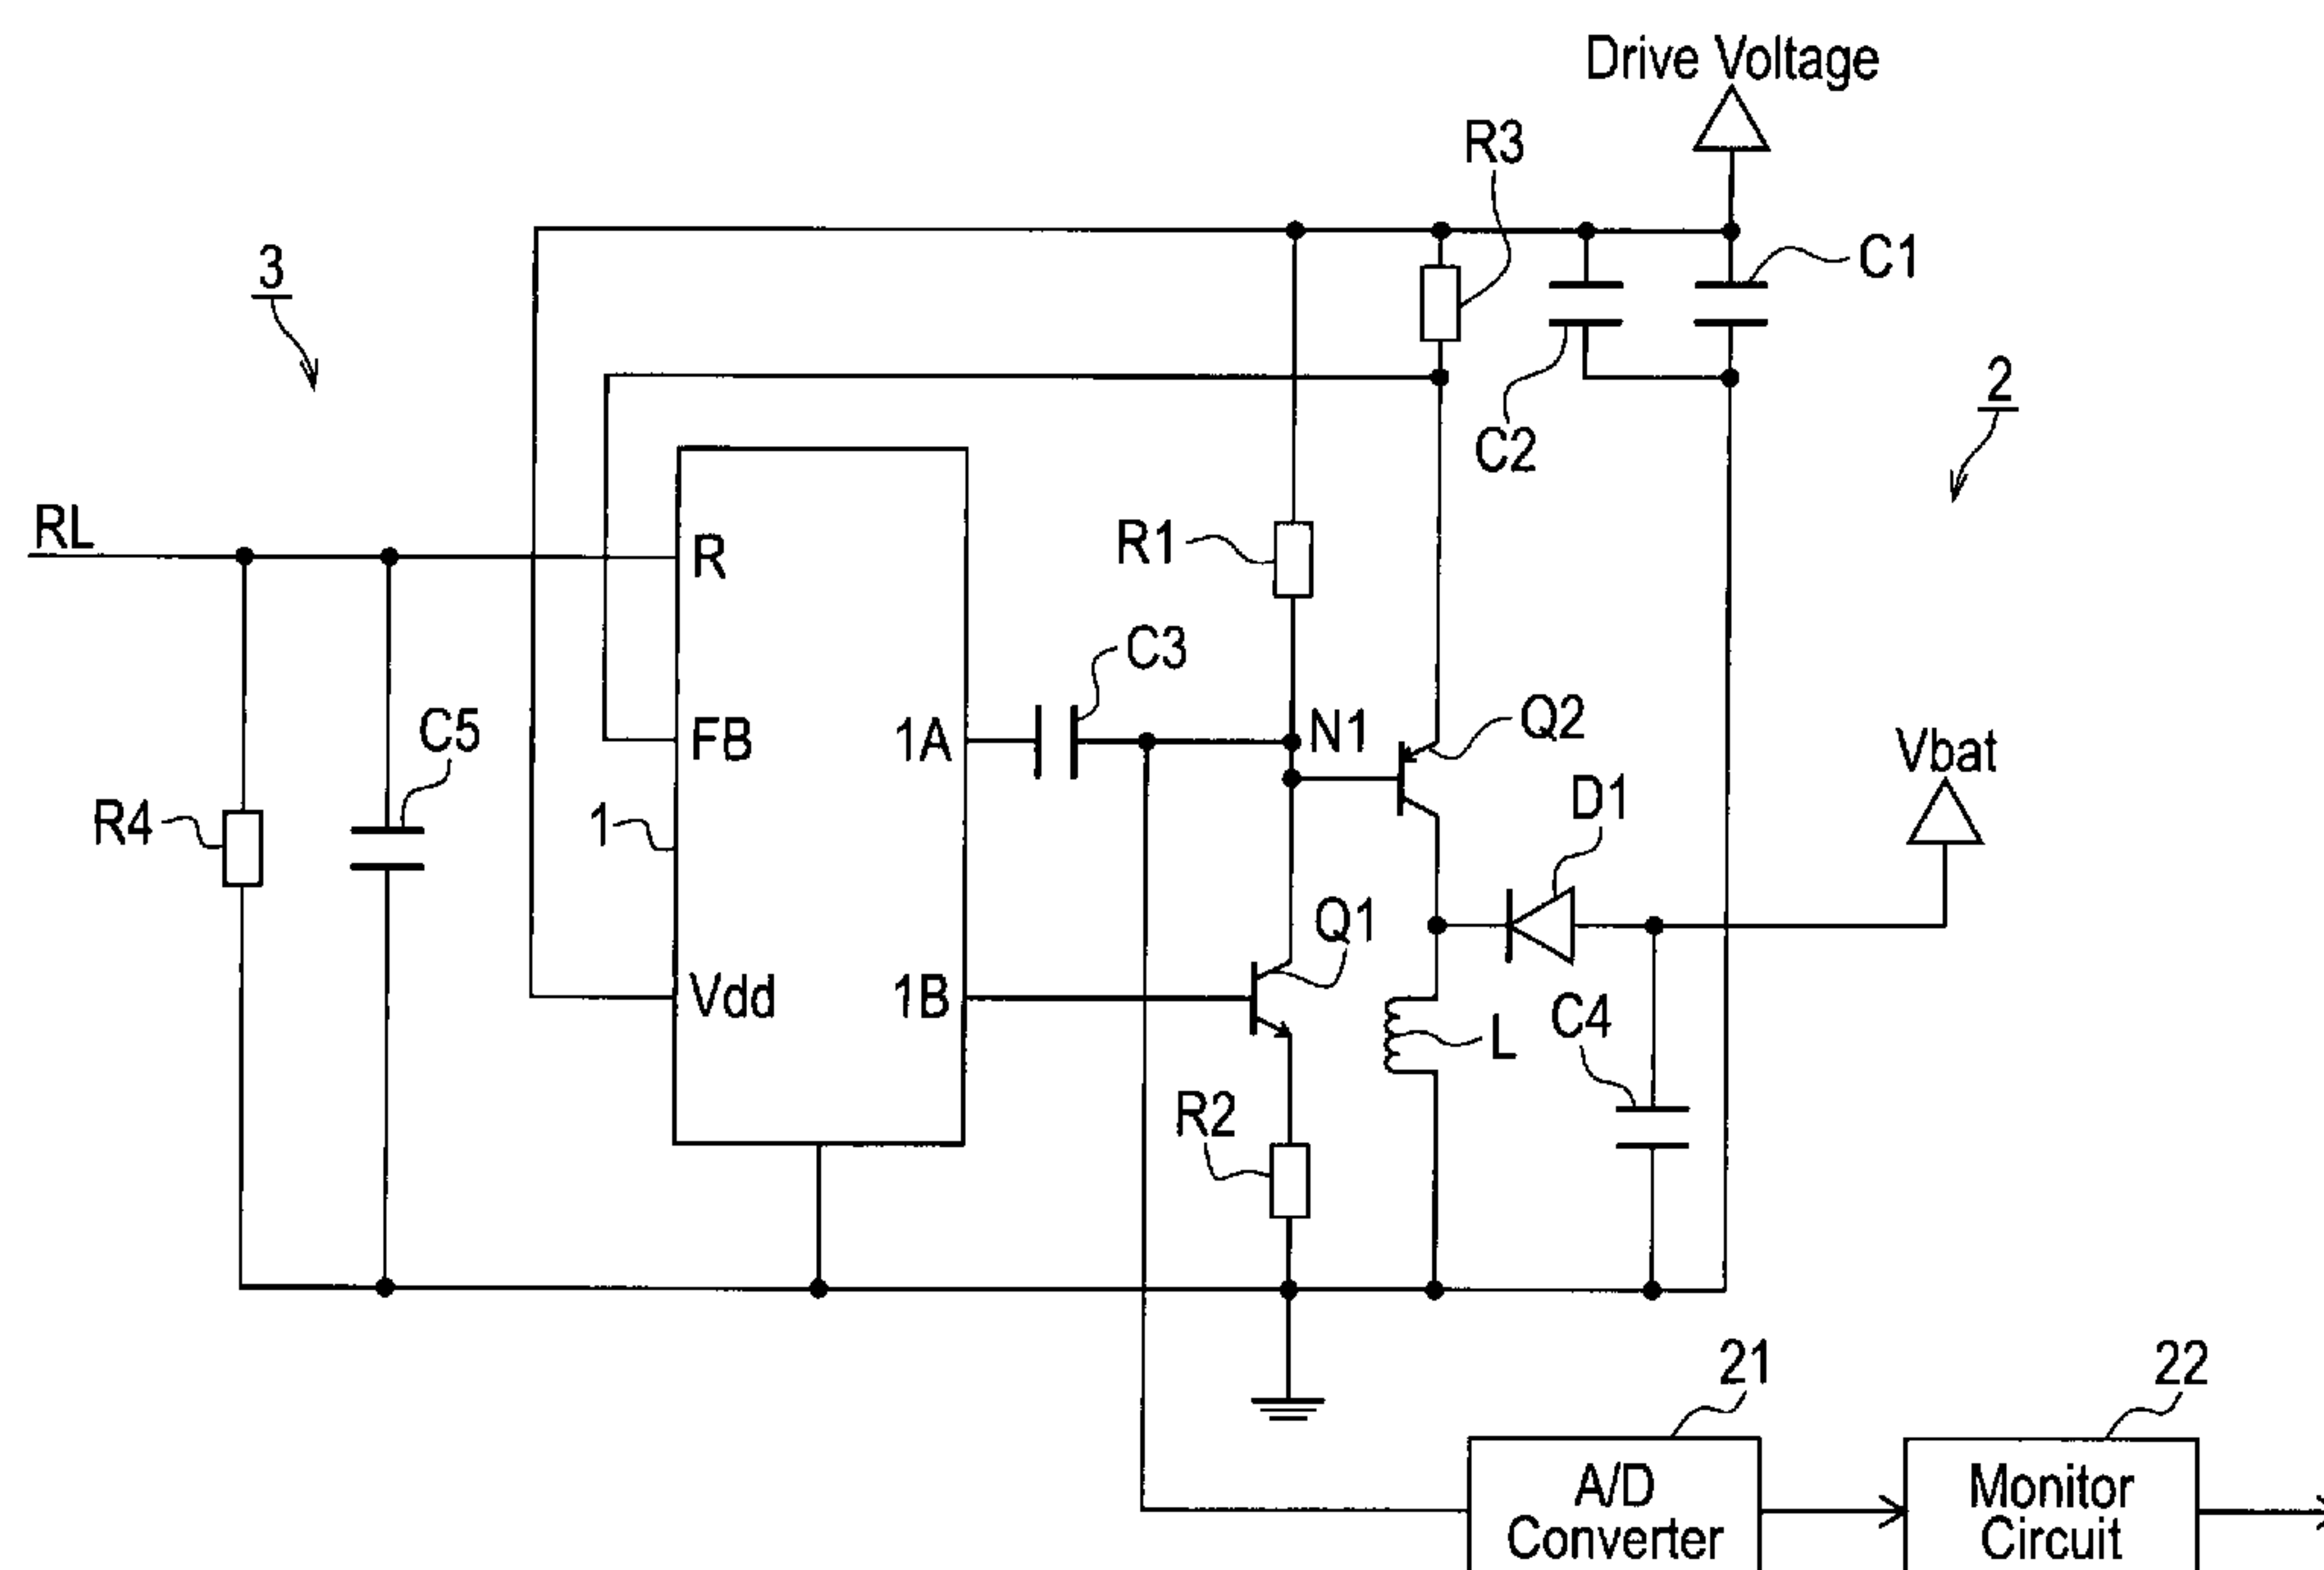 Drive Voltage
R3
C1
3
2
C2
RL
R
R1
C3
Q2
C5
FB
1A
N1
Vbat
D1
R4
1
Q1
Vdd
1B
C4
L
R2
21
22
A/D
Converter
Monitor
Circuit